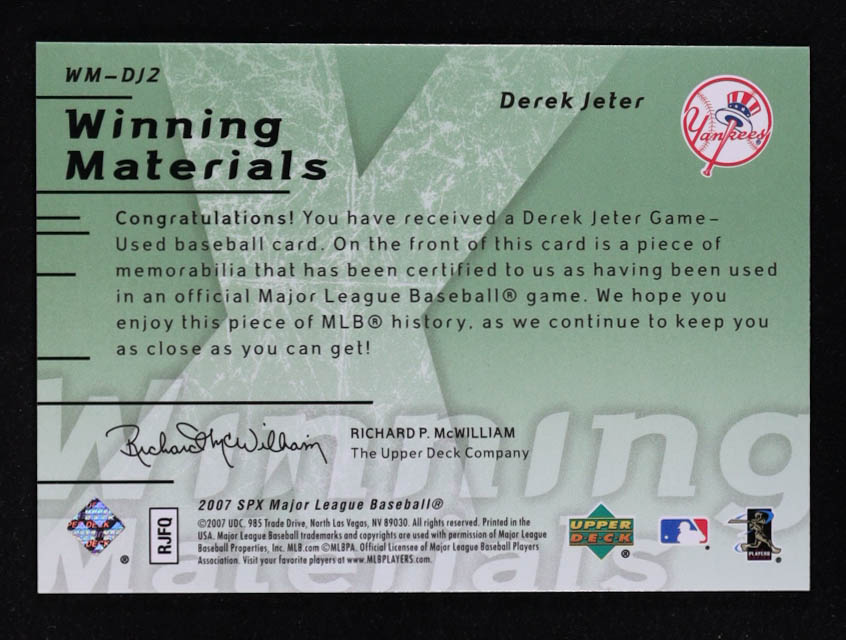 WM-DJ2
Derek Jeter
Yankees
Winning
Materials
Congratulations! You have received a Derek Jeter Game-
Used baseball card. On the front of this card is a piece of
memorabilia that has been certified to us as having been used
in an official Major League Baseball® game. We hope you
enjoy this piece of MLB® history, as we continue to keep you
as close as you can get!
Winning
Materials
Richard McWilliam
RICHARD P. McWILLIAM
The Upper Deck Company
2007 SPX Major League Baseball®
©2007 UDC. 985 Trade Drive, North Las Vegas, NV 89030. All rights reserved. Printed in the
USA. Major League Baseball trademarks and copyrights are used with permission of Major League
Baseball Properties, Inc. MLB.com ©MLBPA. Official Licensee of Major League Baseball Players
Association. Visit your favorite players at www.MLBPLAYERS.com.
RJFQ
UPPER
DECK
®
PLAYERS